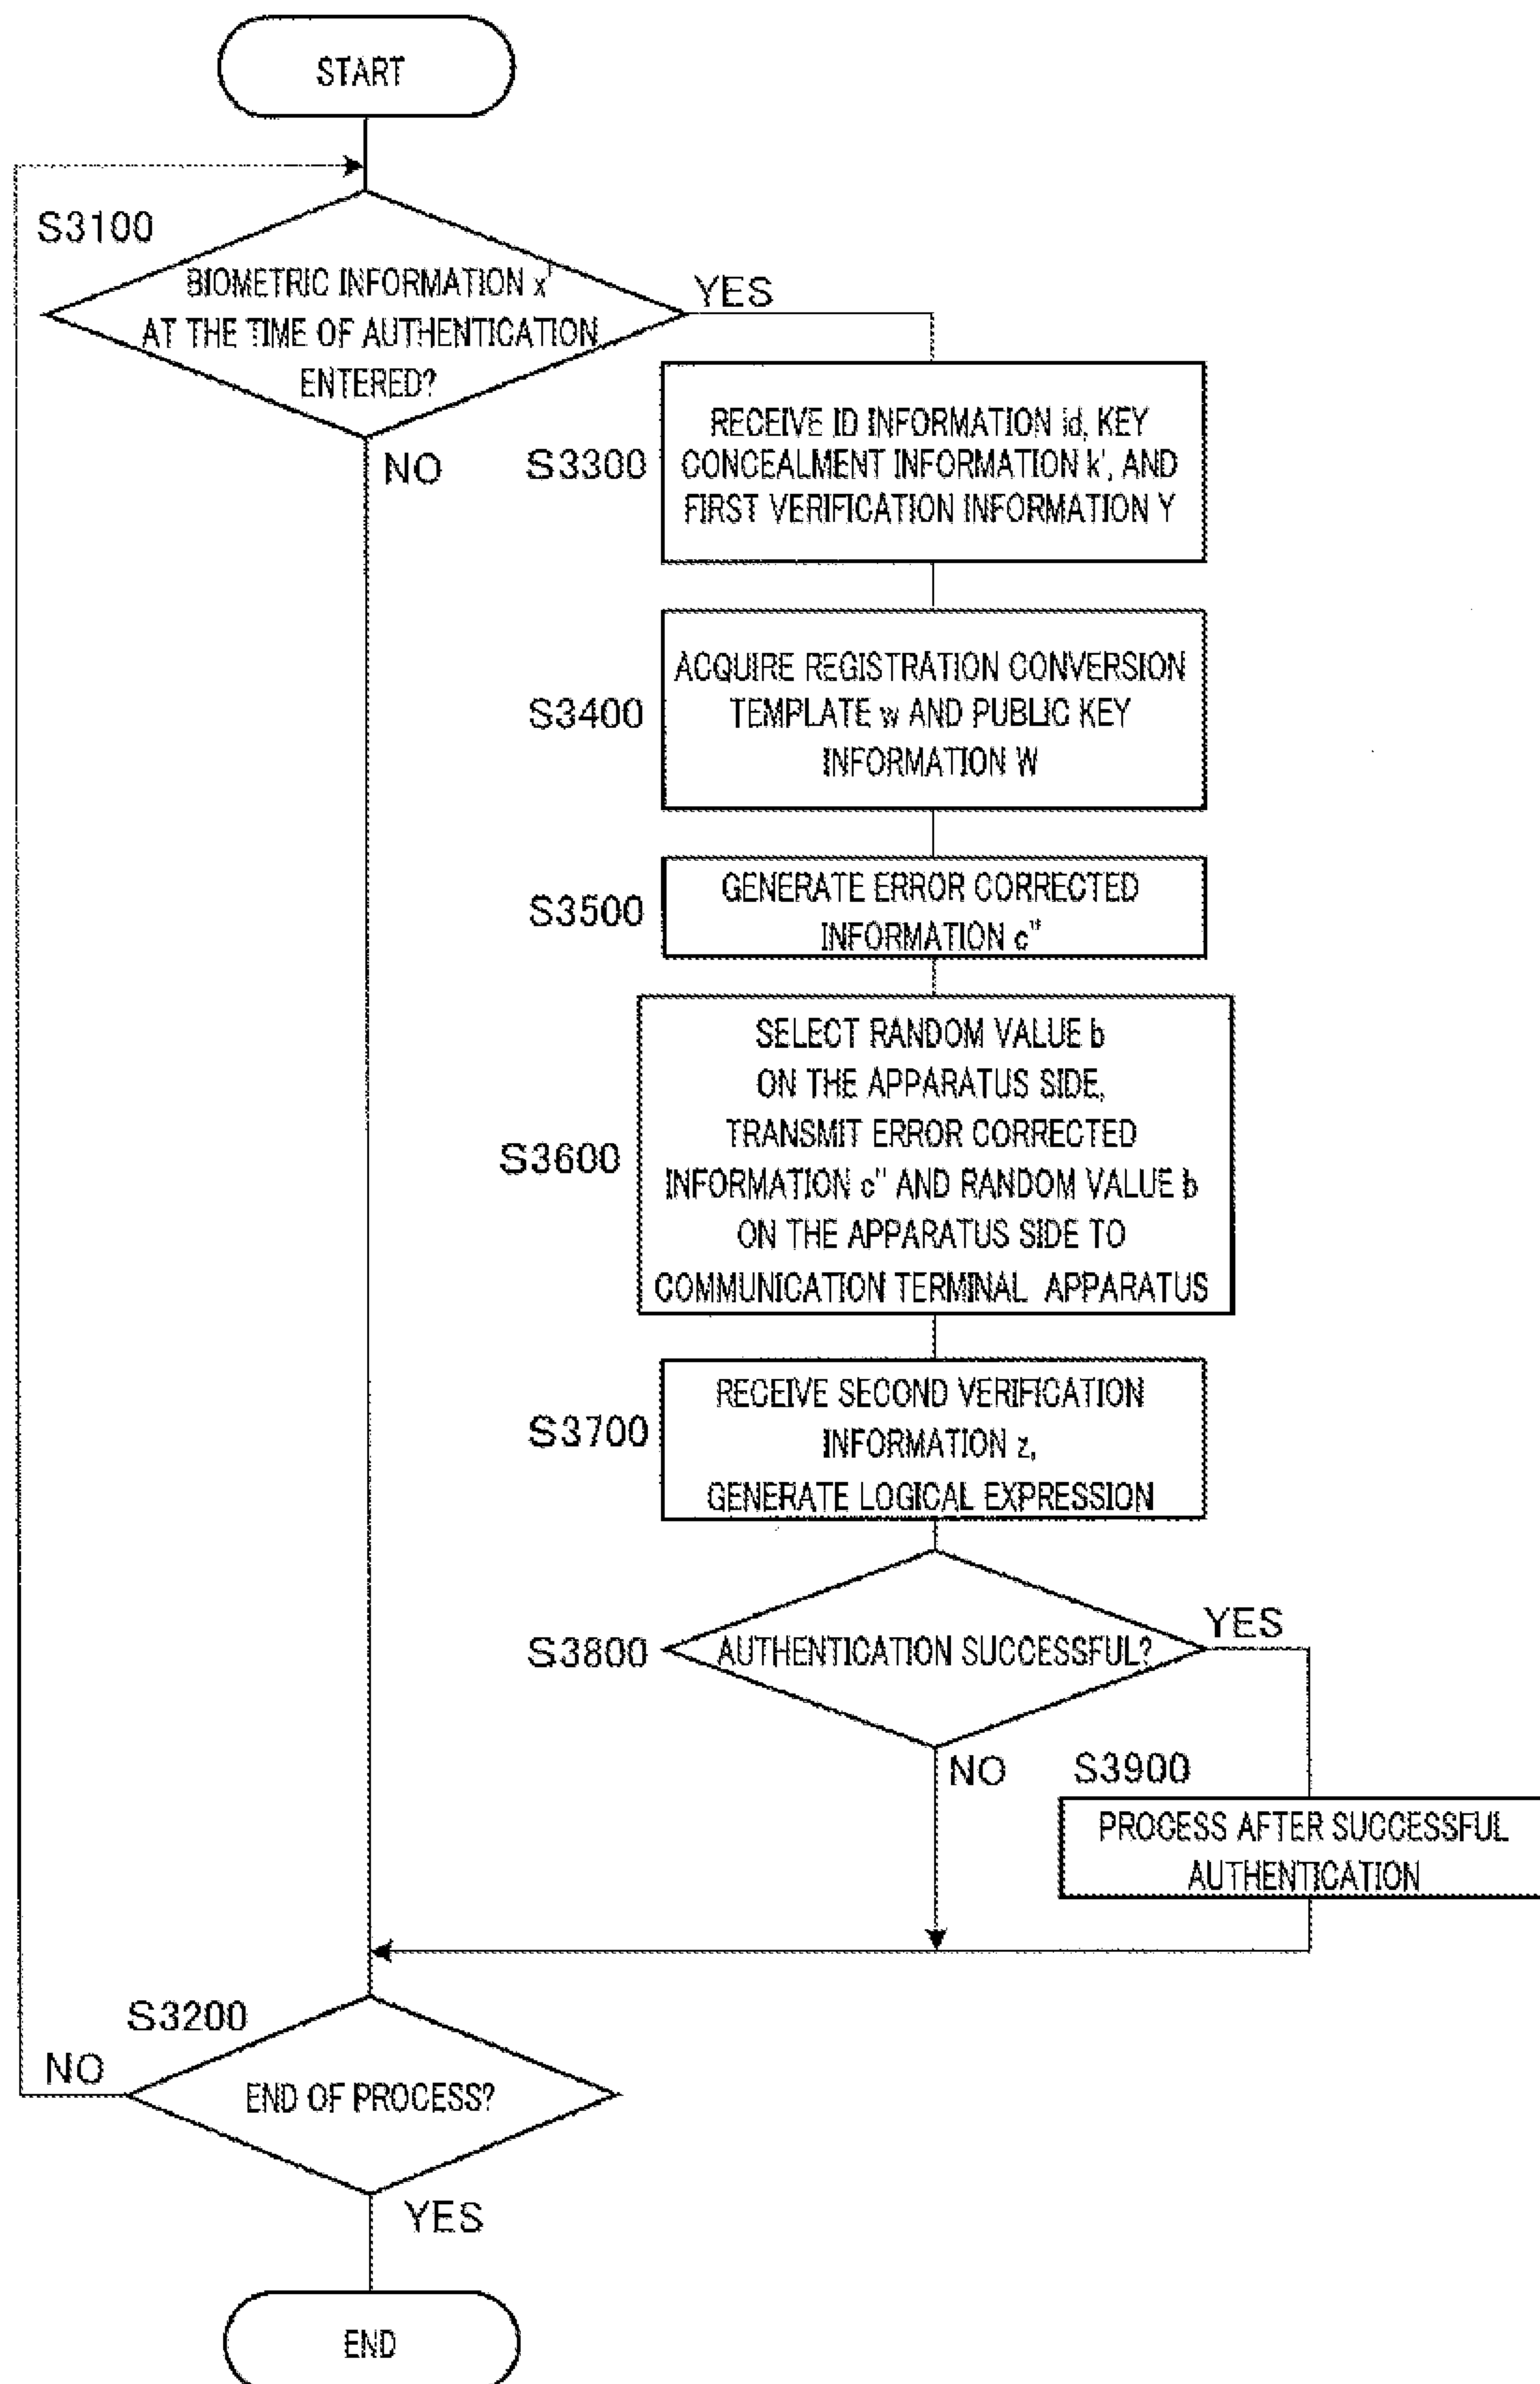 START
S3100
BIOMETRIC INFORMATION x'
AT THE TIME OF AUTHENTICATION
ENTERED?
YES
NO
S3300
RECEIVE ID INFORMATION id, KEY
CONCEALMENT INFORMATION k', AND
FIRST VERIFICATION INFORMATION Y
S3400
ACQUIRE REGISTRATION CONVERSION
TEMPLATE w AND PUBLIC KEY
INFORMATION W
S3500
GENERATE ERROR CORRECTED
INFORMATION c"
S3600
SELECT RANDOM VALUE b
ON THE APPARATUS SIDE,
TRANSMIT ERROR CORRECTED
INFORMATION c" AND RANDOM VALUE b
ON THE APPARATUS SIDE TO
COMMUNICATION TERMINAL APPARATUS
S3700
RECEIVE SECOND VERIFICATION
INFORMATION z,
GENERATE LOGICAL EXPRESSION
S3800
AUTHENTICATION SUCCESSFUL?
YES
NO
S3900
PROCESS AFTER SUCCESSFUL
AUTHENTICATION
S3200
NO
END OF PROCESS?
YES
END